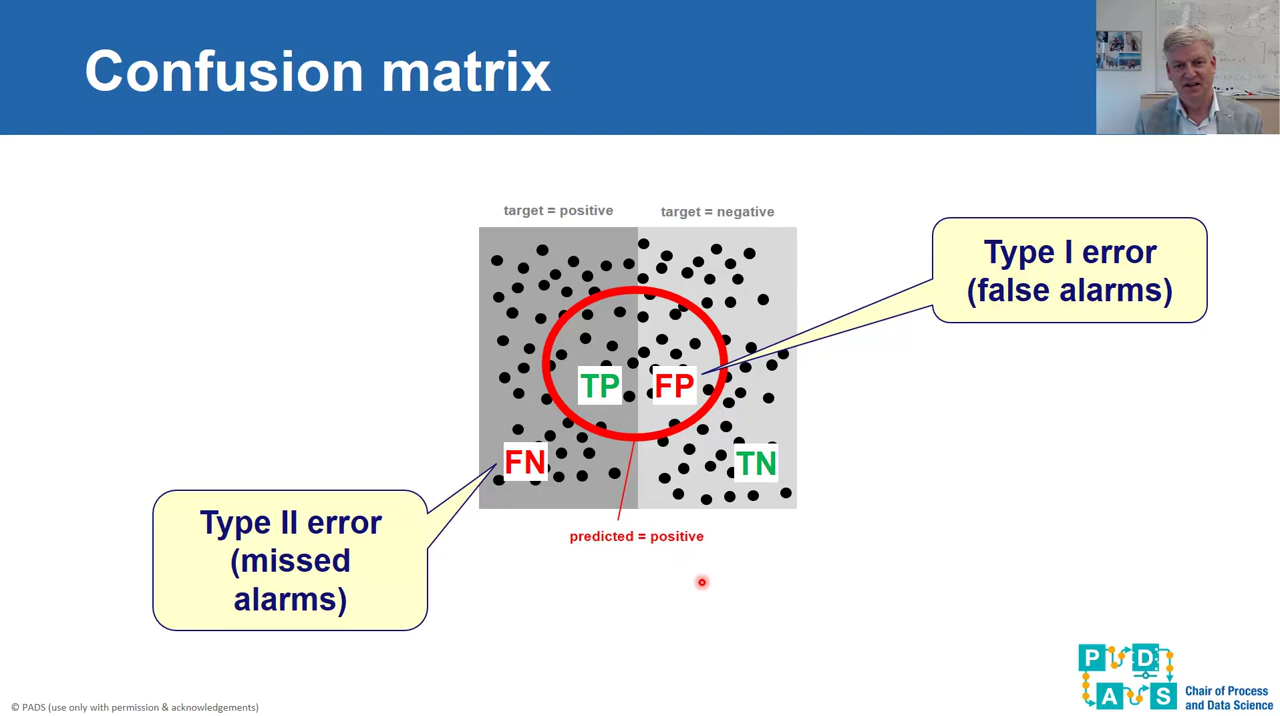 Confusion matrix
target = positive
target = negative
Type I error
(false alarms)
TP
FP
FN
TN
Type II error
(missed
alarms)
predicted = positive
P D
A S
Chair of Process
and Data Science
© PADS (use only with permission & acknowledgements)